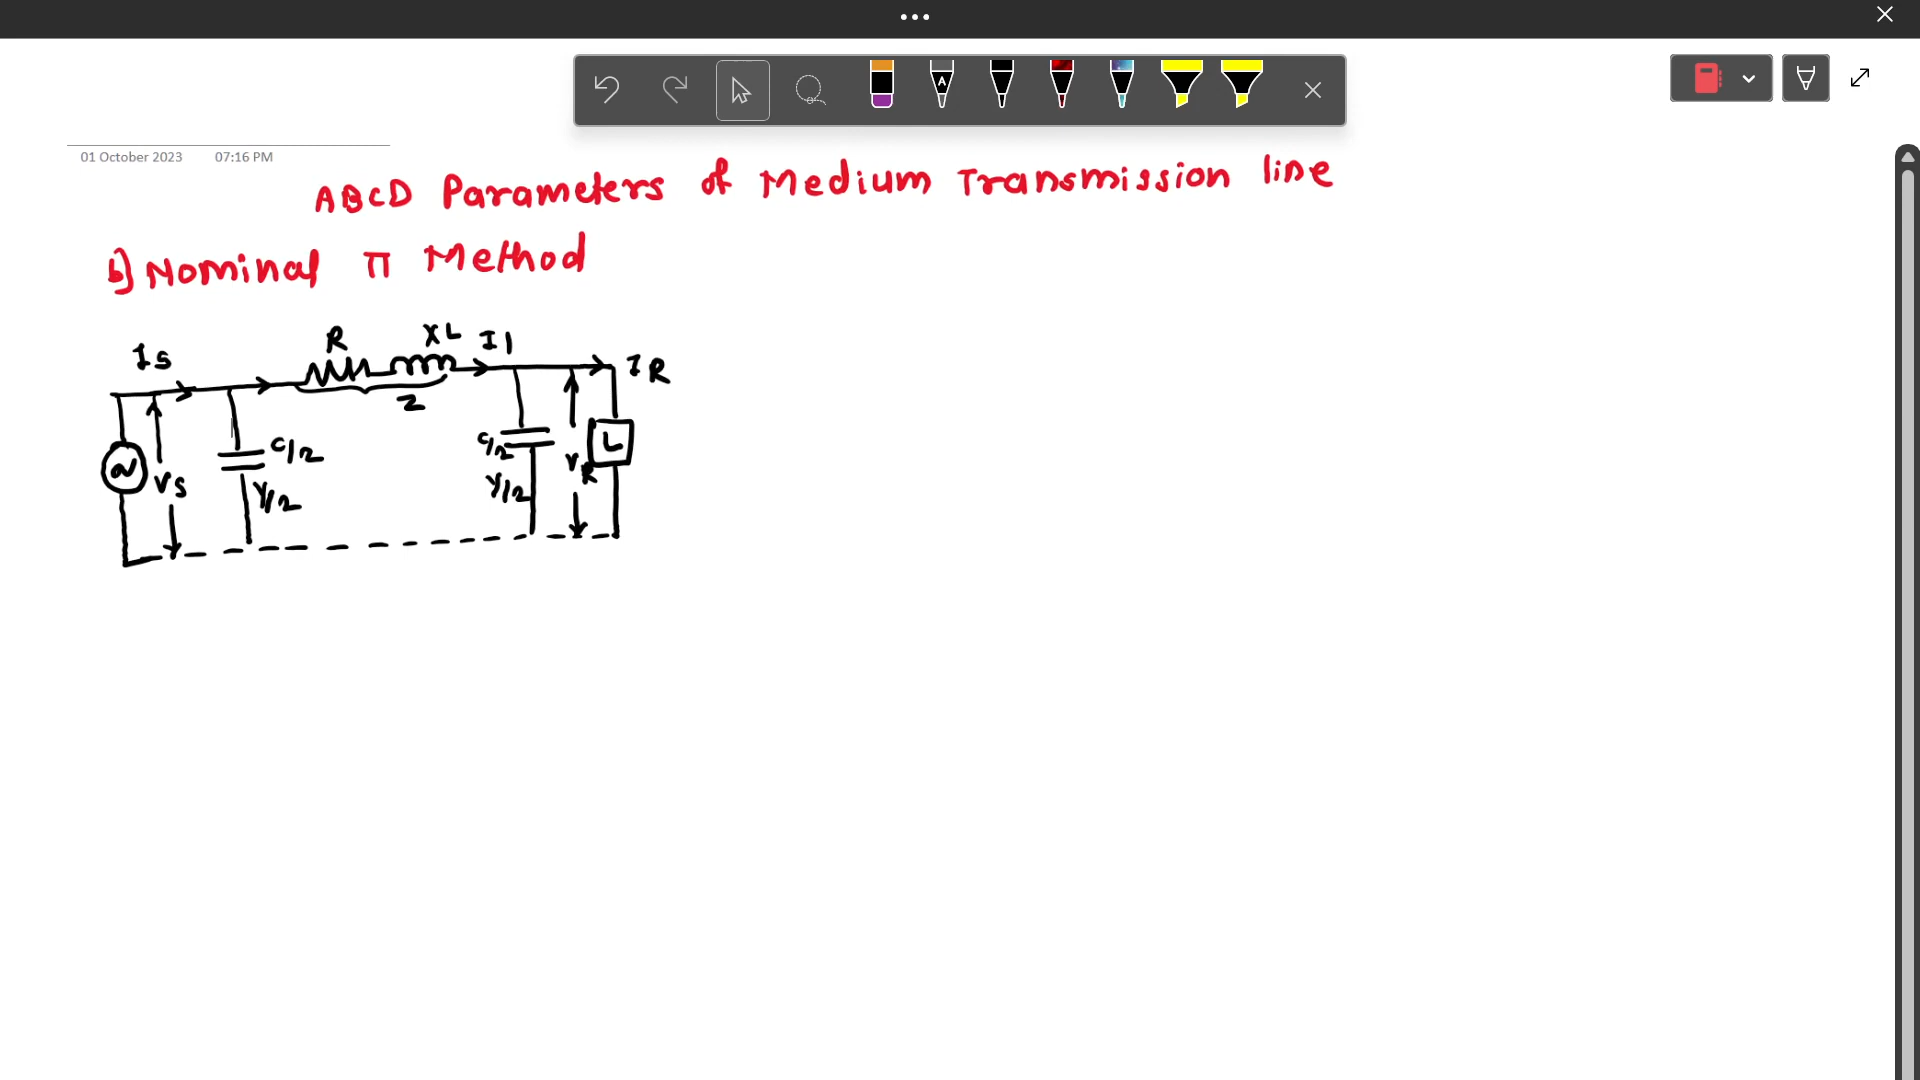 01 October 2023 07:16 PM
ABCD Parameters of Medium Transmission line
b) Nominal π Method
R XL I1
Is IR
Z
C/2 C/2 L
Vs Y/2 Y/2 VR